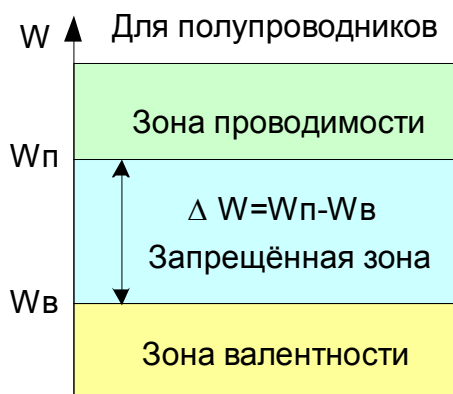 W Для полупроводников
Зона проводимости
Wп
Δ W=Wп-Wв
Запрещённая зона
Wв
Зона валентности